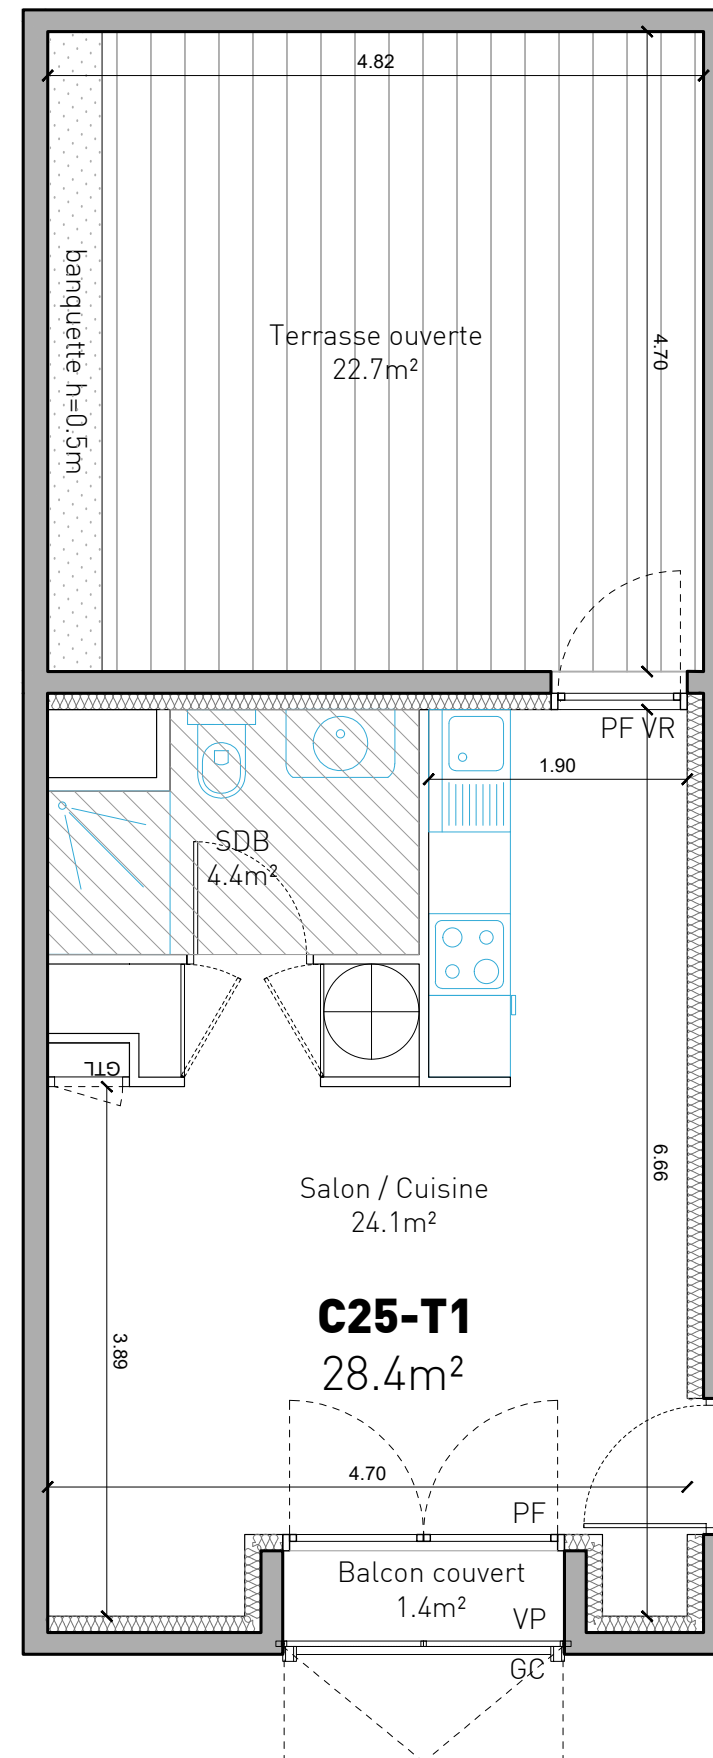 4.82
banquette h=0.5m
Terrasse ouverte
22.7m²
4.70
PF VR
1.90
SDB
4.4m²
GTL
6.66
Salon / Cuisine
24.1m²
C25-T1
28.4m²
3.89
4.70
PF
Balcon couvert
1.4m²
VP
GC